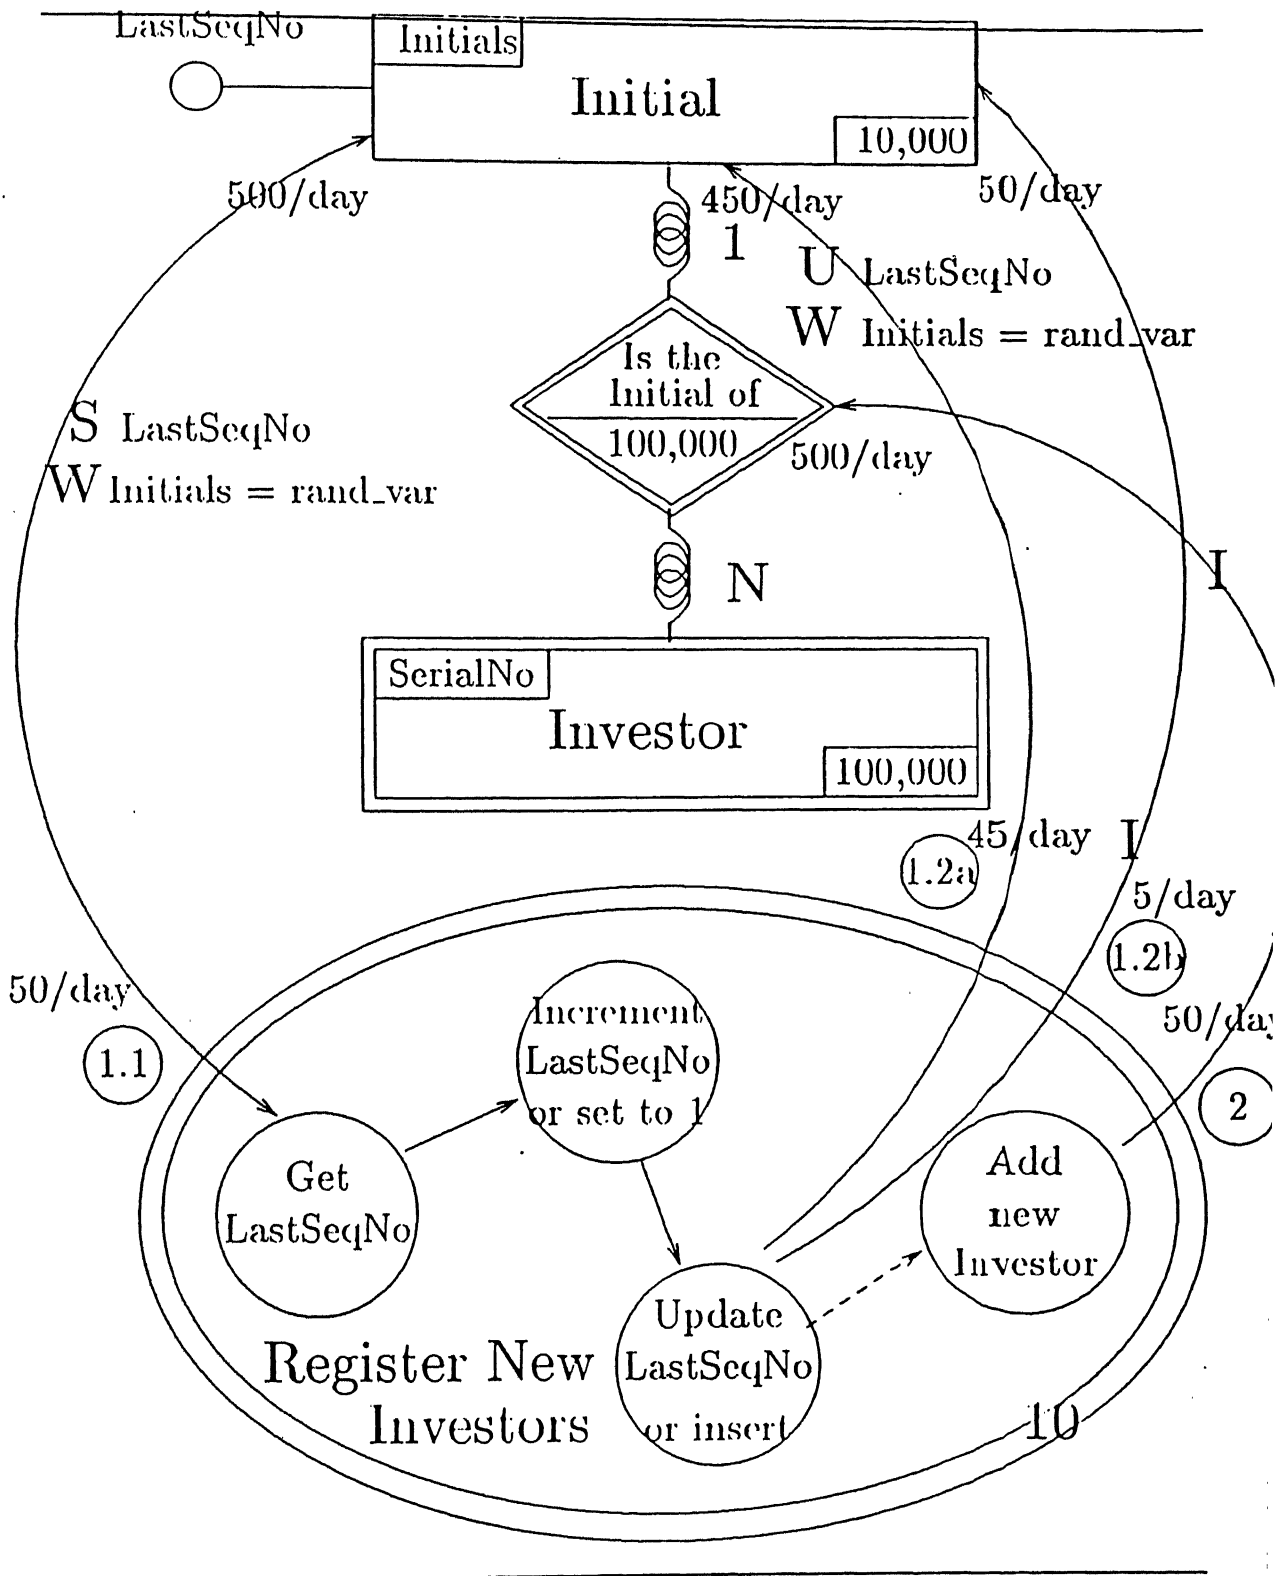 LastSeqNo
Initials
Initial
10,000
500/day
450/day
50/day
1
U LastSeqNo
W Initials = rand_var
Is the
Initial of
100,000
500/day
S LastSeqNo
W Initials = rand_var
I
N
SerialNo
Investor
100,000
45/day
I
1.2a
5/day
1.2b
50/day
50/day
1.1
2
Increment
LastSeqNo
or set to 1
Get
LastSeqNo
Add
new
Investor
Update
LastSeqNo
or insert
Register New
Investors
10